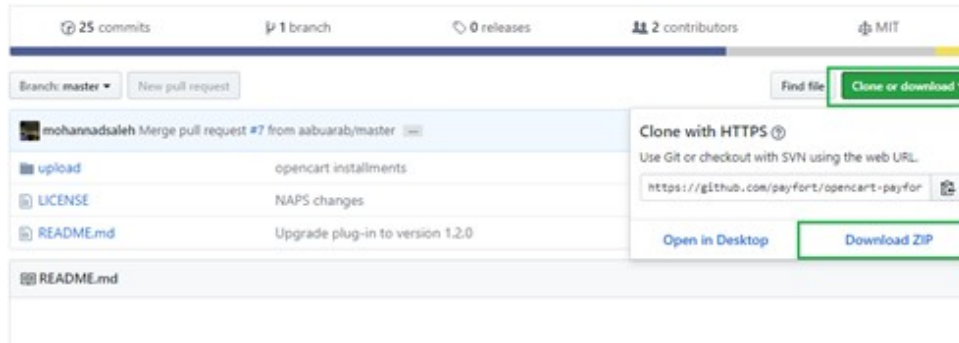 25 commits 1 branch 0 releases 2 contributors MIT
Branch: master New pull request Find file Clone or download
mohannadsaleh Merge pull request #7 from aabuarab/master ...
Clone with HTTPS
Use Git or checkout with SVN using the web URL.
https://github.com/payfort/opencart-payfor
Open in Desktop Download ZIP
upload opencart installments
LICENSE NAPS changes
README.md Upgrade plug-in to version 1.2.0
README.md